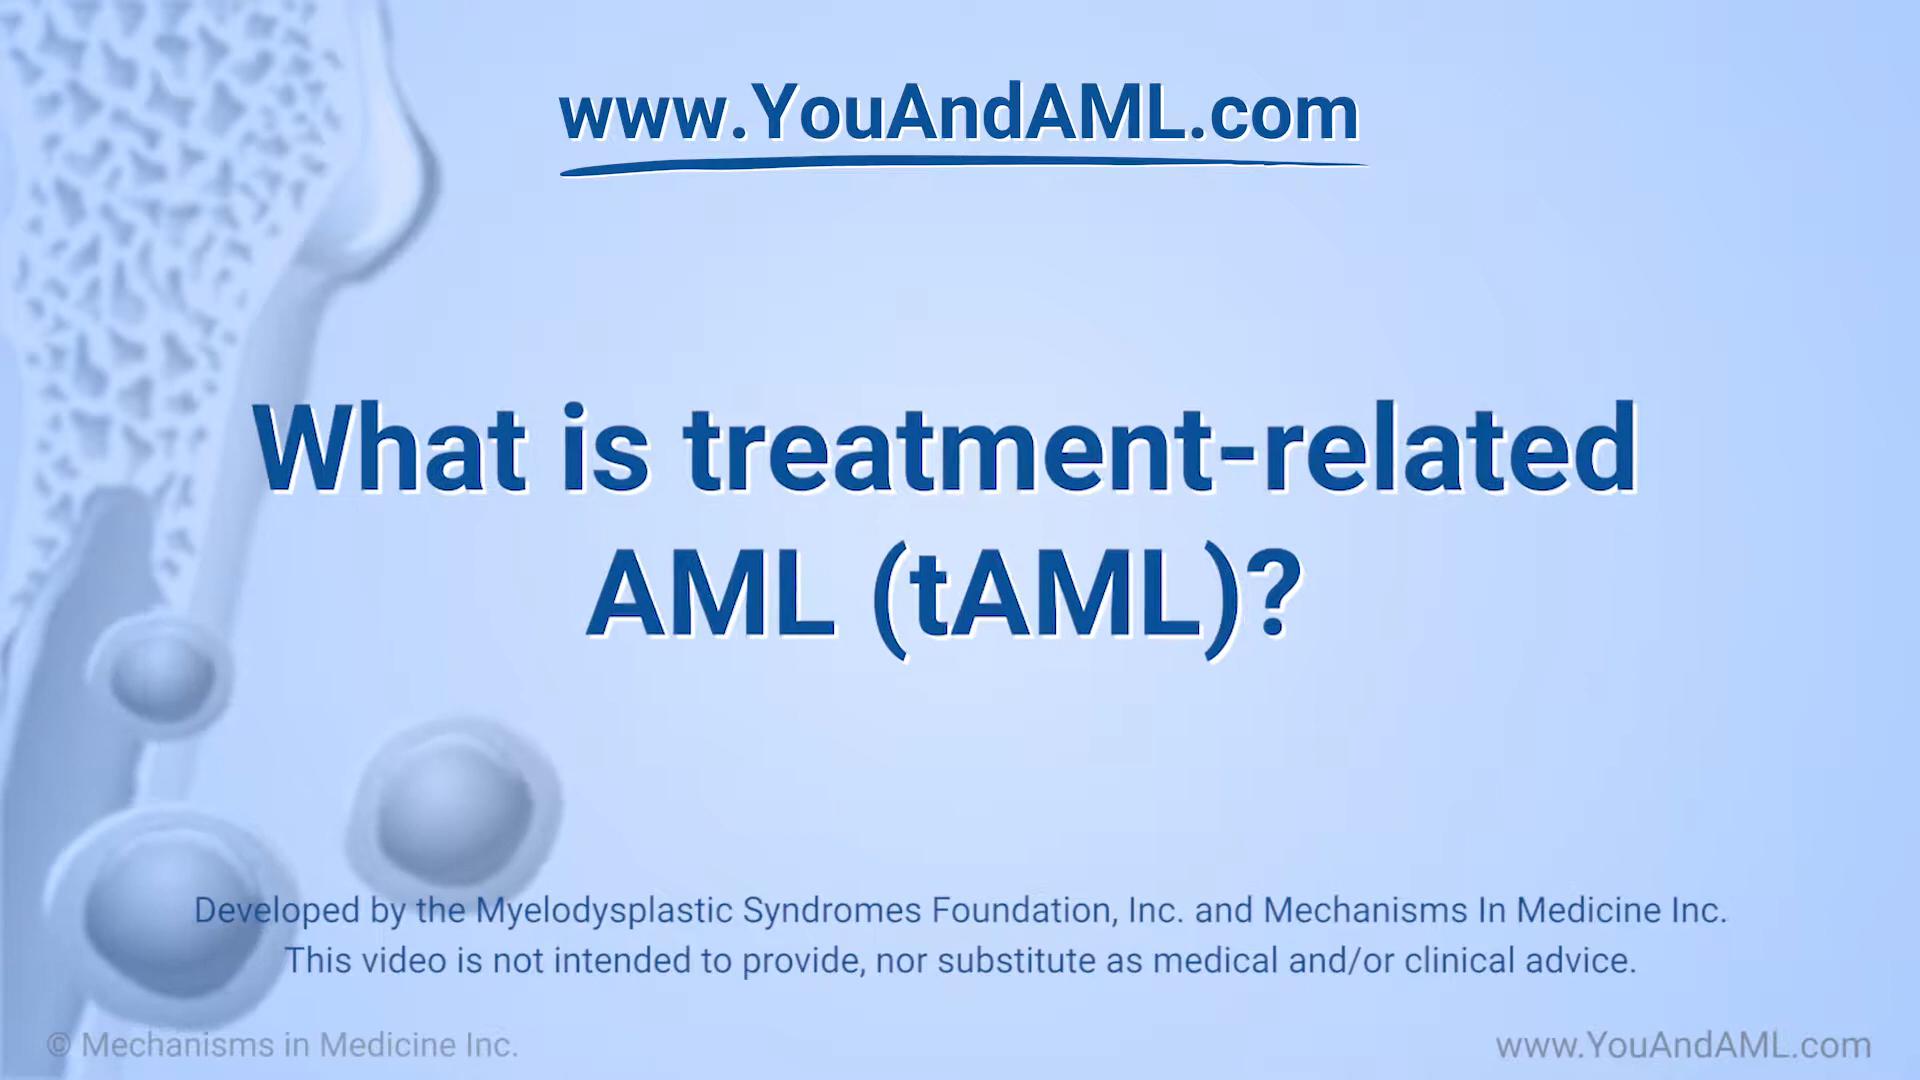 www.YouAndAML.com
What is treatment-related
AML (tAML)?
Developed by the Myelodysplastic Syndromes Foundation, Inc. and Mechanisms In Medicine Inc.
This video is not intended to provide, nor substitute as medical and/or clinical advice.
© Mechanisms in Medicine Inc.
www.YouAndAML.com